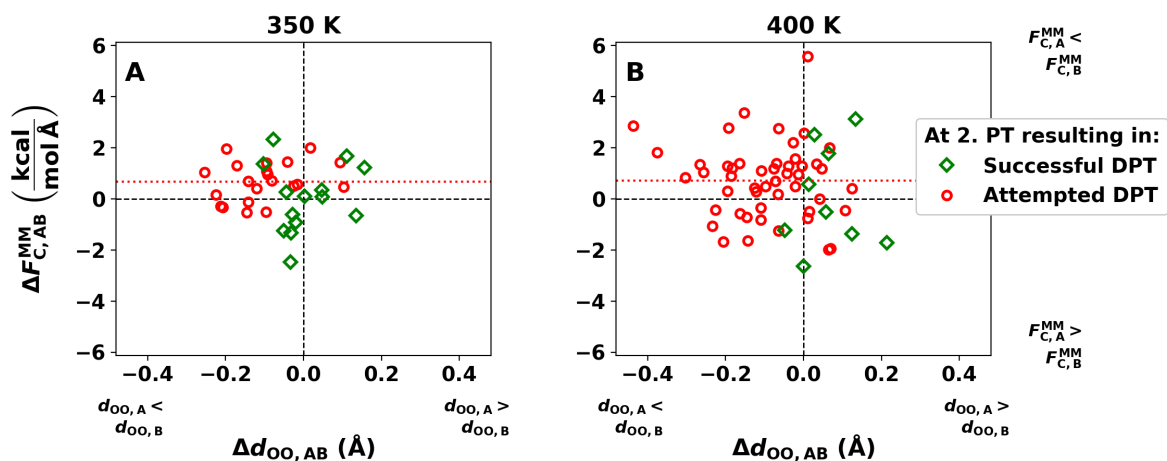 350 K
400 K
A
B
6
4
2
0
−2
−4
−6
6
4
2
0
−2
−4
−6
ΔF^MM_C, AB (kcal / mol Å)
−0.4 −0.2 0.0 0.2 0.4
−0.4 −0.2 0.0 0.2 0.4
d_OO, A <
d_OO, B
d_OO, A >
d_OO, B
d_OO, A <
d_OO, B
d_OO, A >
d_OO, B
Δd_OO, AB (Å)
Δd_OO, AB (Å)
F^MM_C, A <
F^MM_C, B
At 2. PT resulting in:
Successful DPT
Attempted DPT
F^MM_C, A >
F^MM_C, B